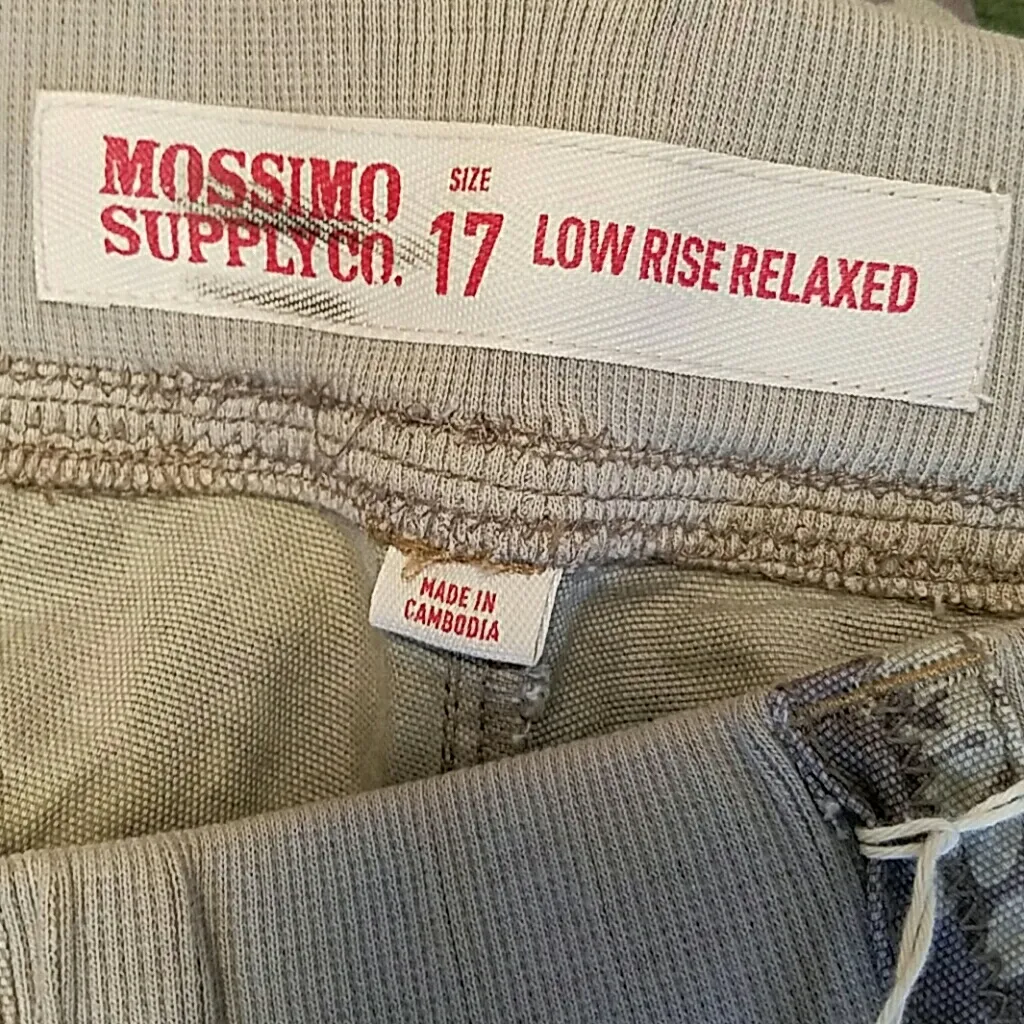 MOSSIMO
SUPPLY CO.
SIZE
17
LOW RISE RELAXED
MADE IN
CAMBODIA